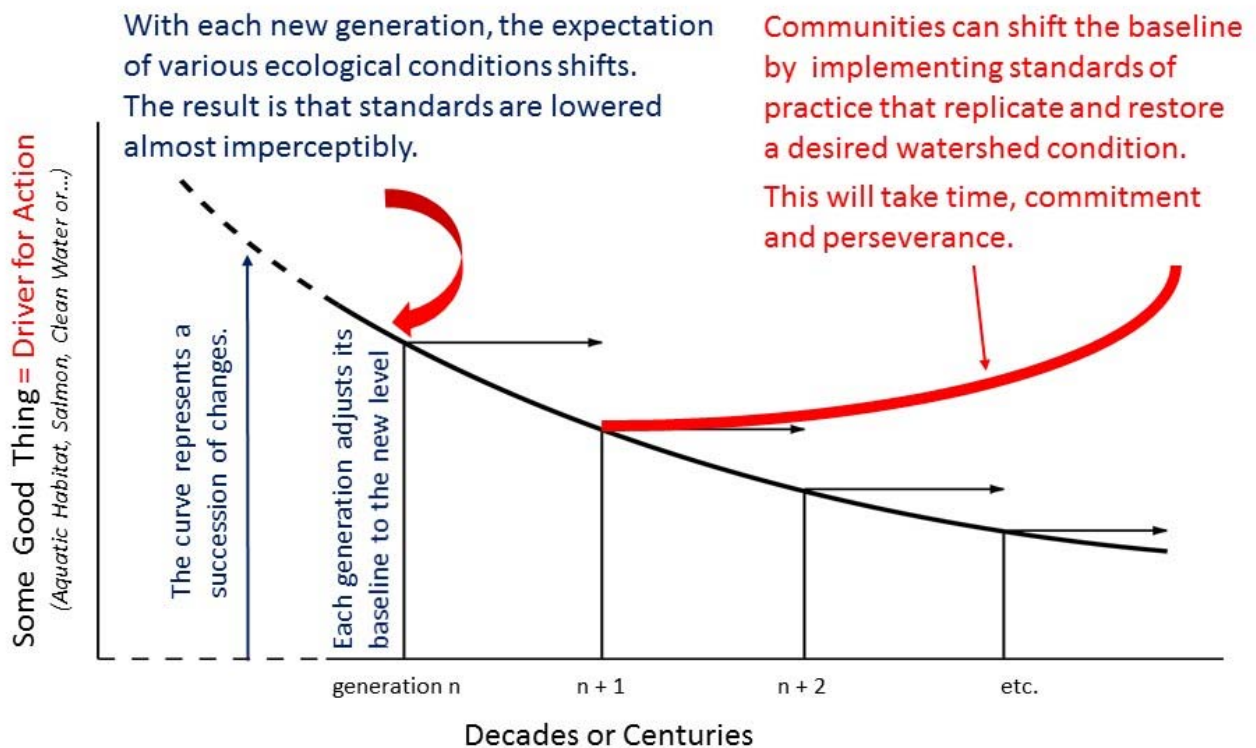 With each new generation, the expectation
of various ecological conditions shifts.
The result is that standards are lowered
almost imperceptibly.
Communities can shift the baseline
by implementing standards of
practice that replicate and restore
a desired watershed condition.
This will take time, commitment
and perseverance.
Some Good Thing = Driver for Action
(Aquatic Habitat, Salmon, Clean Water or...)
The curve represents a
succession of changes.
Each generation adjusts its
baseline to the new level
generation n
n + 1
n + 2
etc.
Decades or Centuries